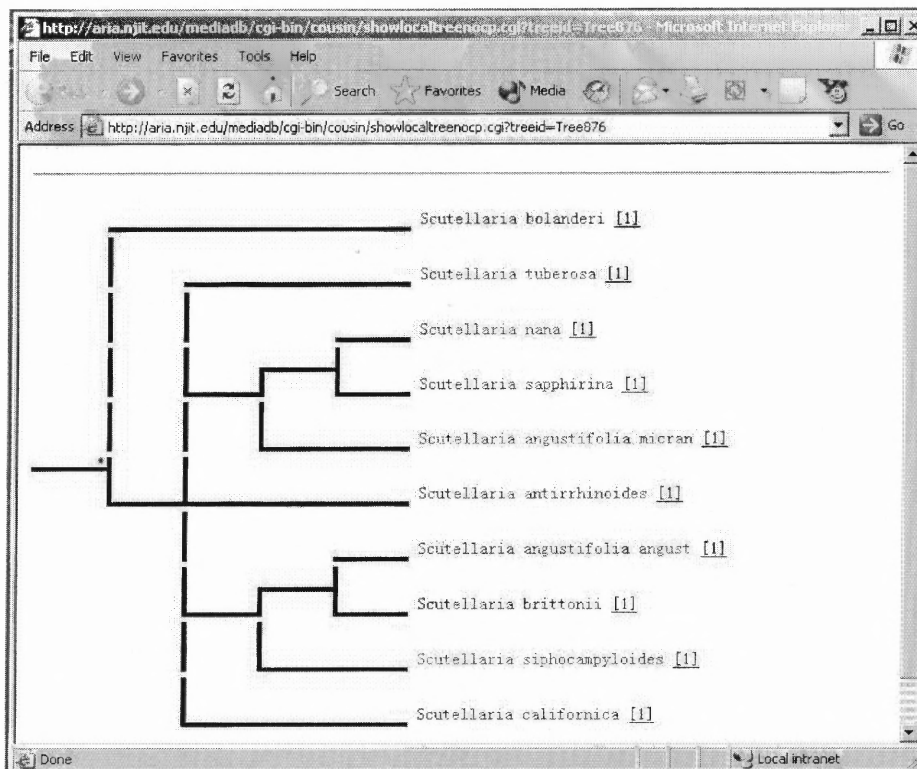 http://aria.njit.edu/mediadb/cgi-bin/cousin/showlocaltreenocp.cgi?treeid=Tree876 - Microsoft Internet Explorer
File Edit View Favorites Tools Help
Search Favorites Media
Address http://aria.njit.edu/mediadb/cgi-bin/cousin/showlocaltreenocp.cgi?treeid=Tree876 Go
Scutellaria bolanderi [1]
Scutellaria tuberosa [1]
Scutellaria nana [1]
Scutellaria sapphirina [1]
Scutellaria angustifolia micran [1]
*
Scutellaria antirrhinoides [1]
Scutellaria angustifolia angust [1]
Scutellaria brittonii [1]
Scutellaria siphocampyloides [1]
Scutellaria californica [1]
Done Local intranet